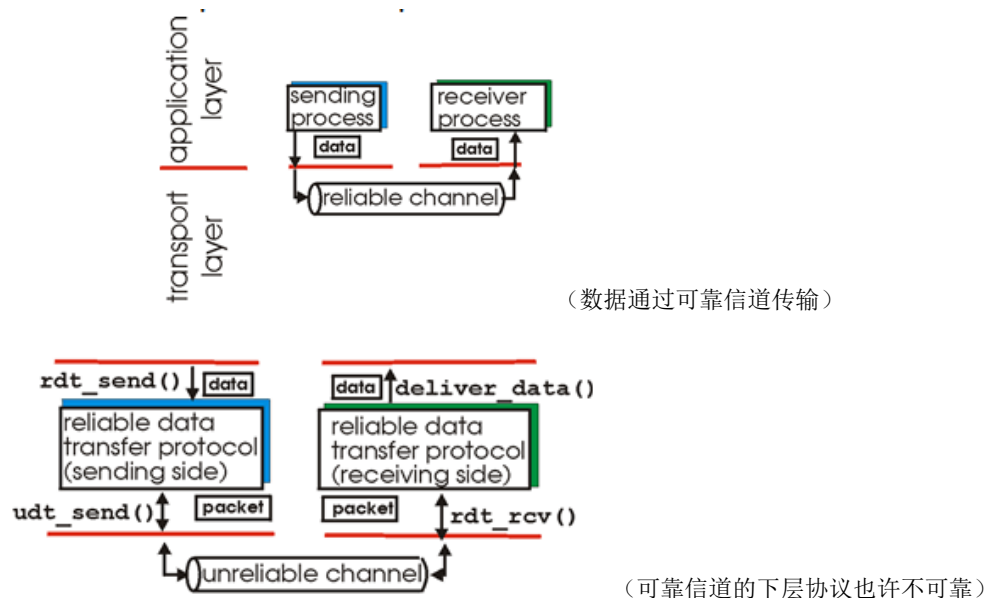 application
layer
sending
process
receiver
process
data
data
reliable channel
transport
layer
（数据通过可靠信道传输）
rdt_send()
data
data
deliver_data()
reliable data
transfer protocol
(sending side)
reliable data
transfer protocol
(receiving side)
udt_send()
packet
packet
rdt_rcv()
unreliable channel
（可靠信道的下层协议也许不可靠）